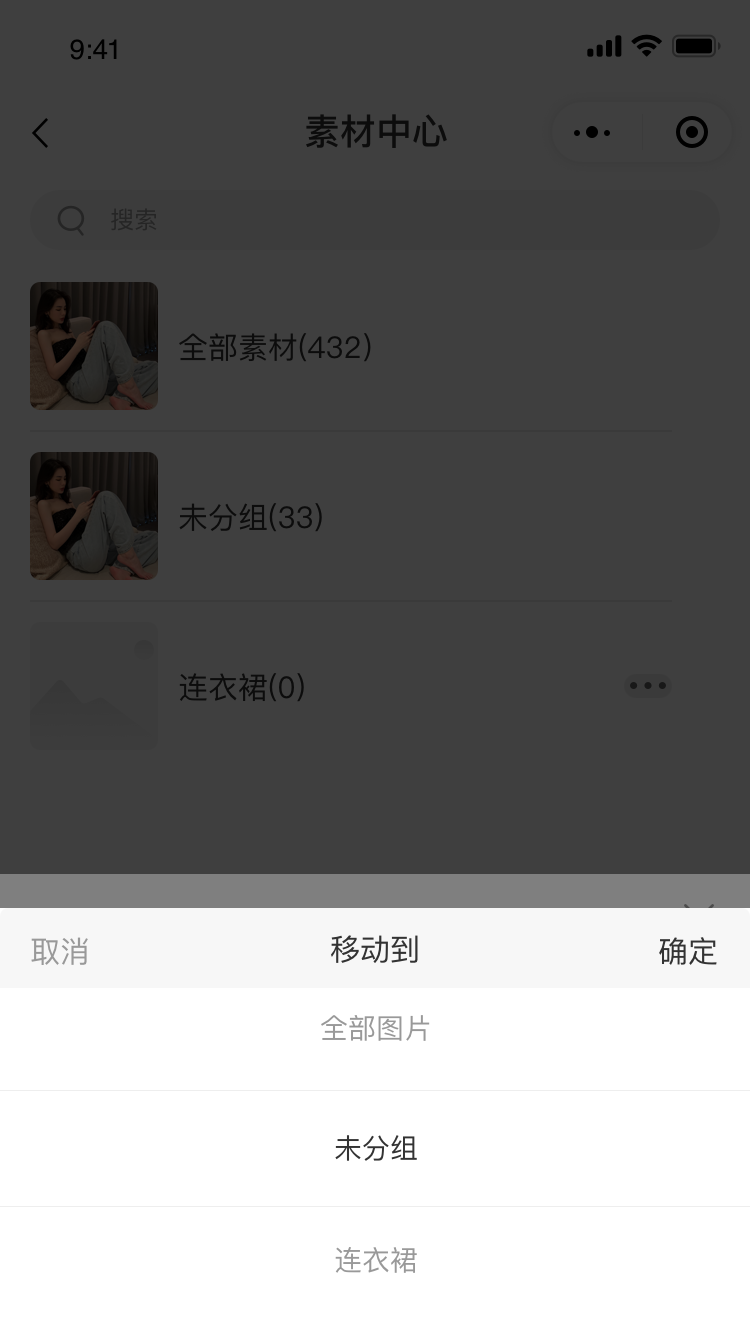 9:41
素材中心
搜索
全部素材(432)
未分组(33)
连衣裙(0)
取消
移动到
确定
全部图片
未分组
连衣裙